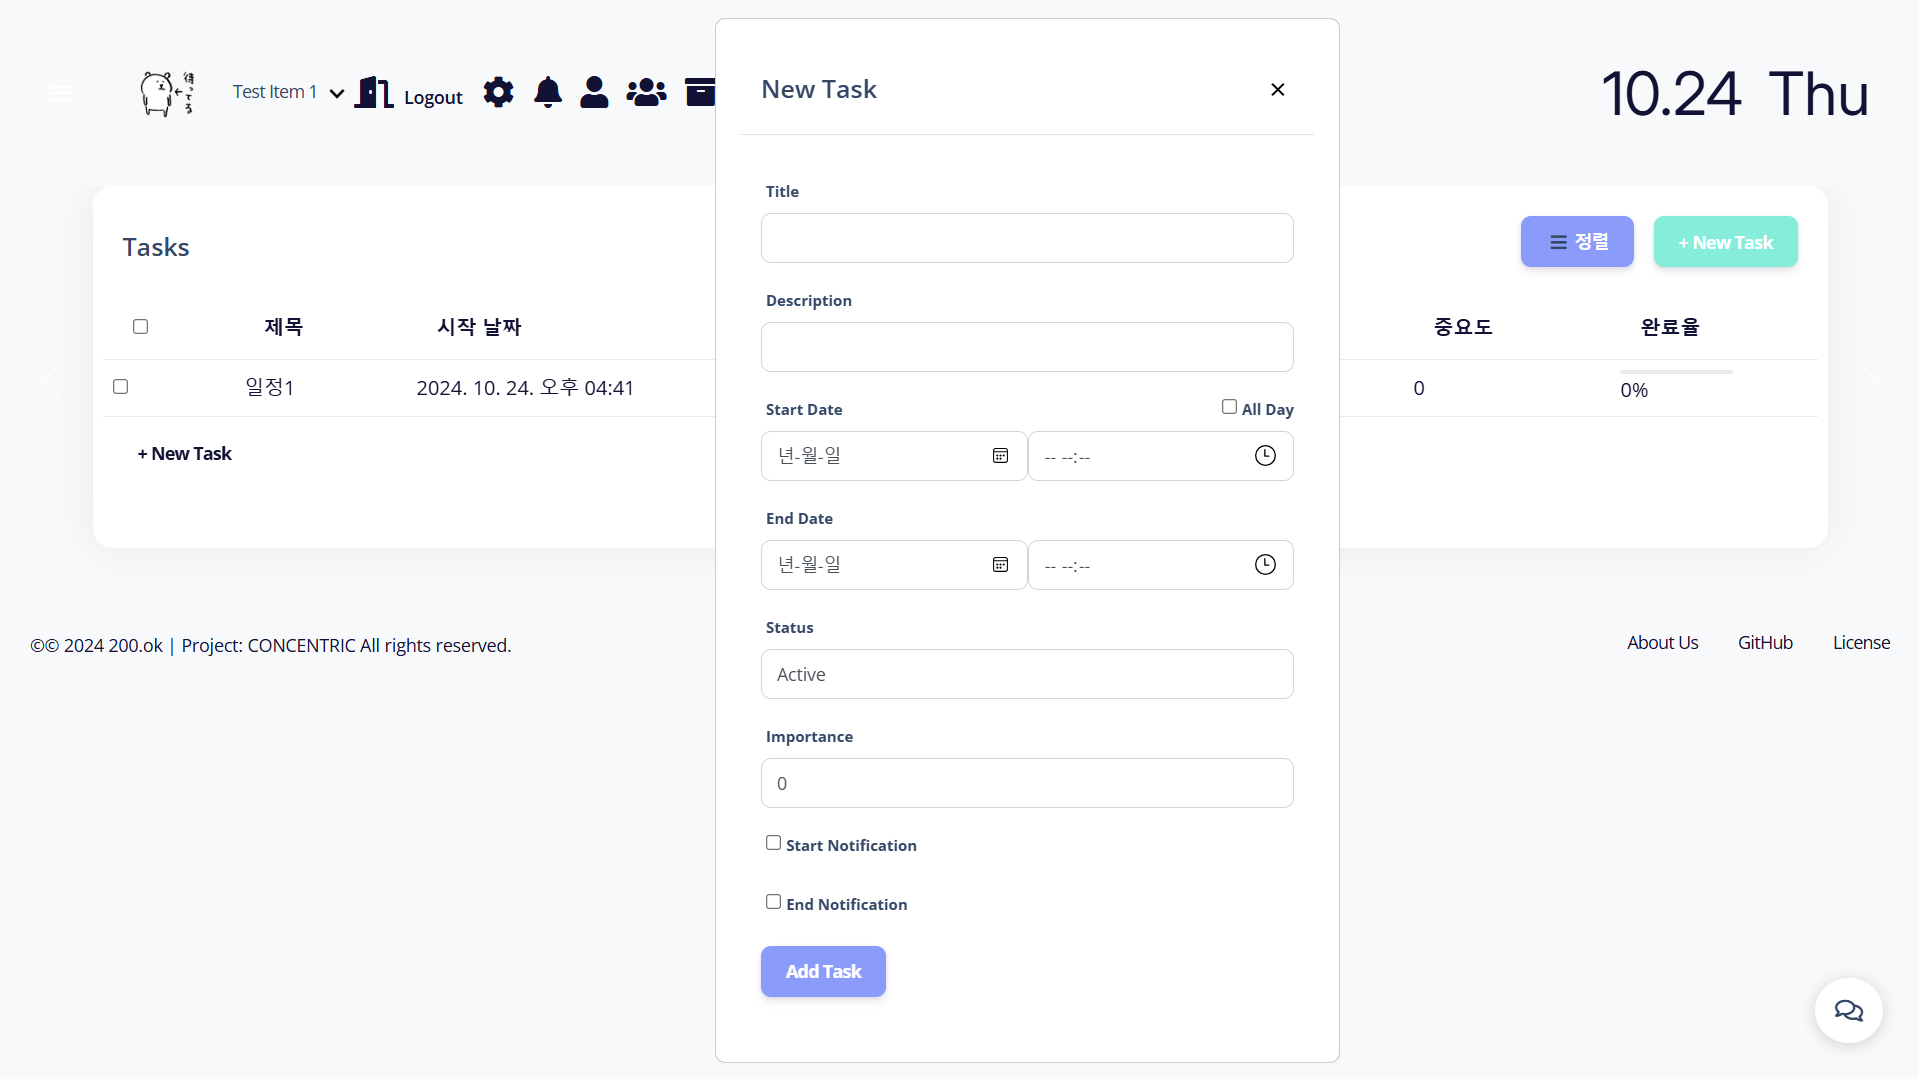 待ってる
Test Item 1
Logout
10.24 Thu
New Task
Title
Description
Start Date
All Day
년-월-일
-- --:--
End Date
년-월-일
-- --:--
Status
Active
Importance
0
Start Notification
End Notification
Add Task
Tasks
정렬
+ New Task
제목 시작 날짜 중요도 완료율
일정1 2024. 10. 24. 오후 04:41 0 0%
+ New Task
©© 2024 200.ok | Project: CONCENTRIC All rights reserved.
About Us GitHub License